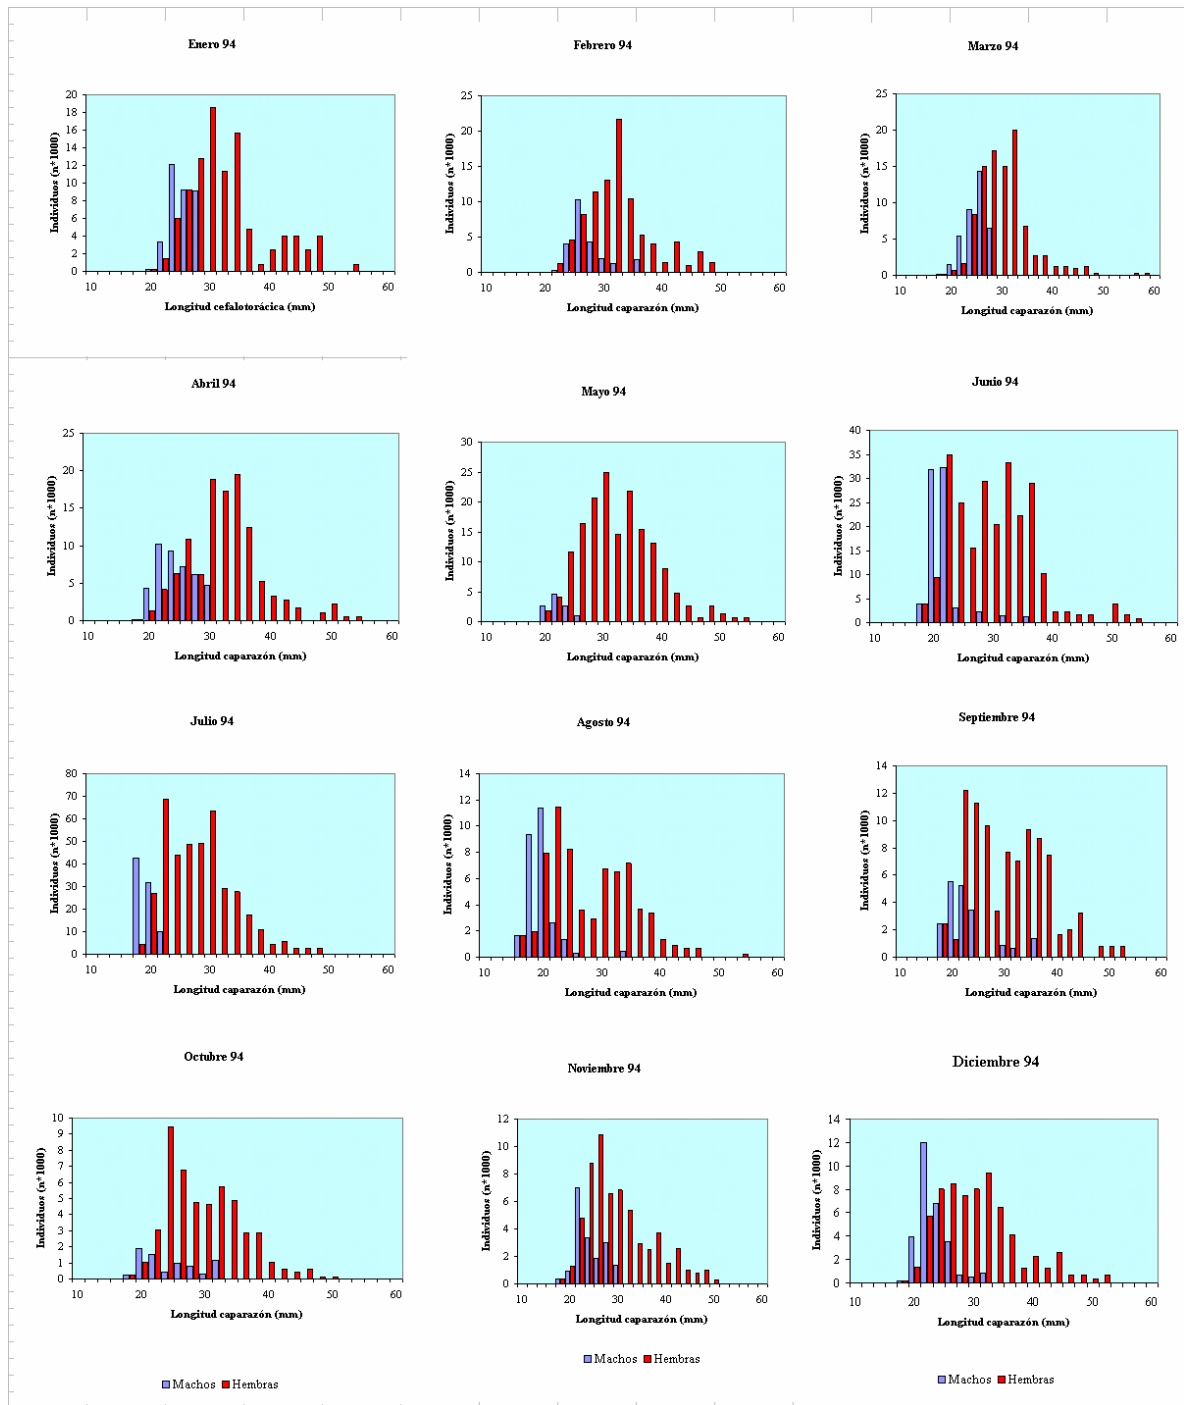 Enero 94
Individuos (n*1000)
20
18
16
14
12
10
8
6
4
2
0
10 20 30 40 50 60
Longitud cefalotorácica (mm)
Febrero 94
Individuos (n*1000)
25
20
15
10
5
0
10 20 30 40 50 60
Longitud caparazón (mm)
Marzo 94
Individuos (n*1000)
25
20
15
10
5
0
10 20 30 40 50 60
Longitud caparazón (mm)
Abril 94
Individuos (n*1000)
25
20
15
10
5
0
10 20 30 40 50 60
Longitud caparazón (mm)
Mayo 94
Individuos (n*1000)
30
25
20
15
10
5
0
10 20 30 40 50 60
Longitud caparazón (mm)
Junio 94
Individuos (n*1000)
40
35
30
25
20
15
10
5
0
10 20 30 40 50 60
Longitud caparazón (mm)
Julio 94
Individuos (n*1000)
80
70
60
50
40
30
20
10
0
10 20 30 40 50 60
Longitud caparazón (mm)
Agosto 94
Individuos (n*1000)
14
12
10
8
6
4
2
0
10 20 30 40 50 60
Longitud caparazón (mm)
Septiembre 94
Individuos (n*1000)
14
12
10
8
6
4
2
0
10 20 30 40 50 60
Longitud caparazón (mm)
Octubre 94
Individuos (n*1000)
10
9
8
7
6
5
4
3
2
1
0
10 20 30 40 50 60
Longitud caparazón (mm)
Machos Hembras
Noviembre 94
Individuos (n*1000)
12
10
8
6
4
2
0
10 20 30 40 50 60
Longitud caparazón (mm)
Machos Hembras
Diciembre 94
Individuos (n*1000)
14
12
10
8
6
4
2
0
10 20 30 40 50 60
Longitud caparazón (mm)
Machos Hembras